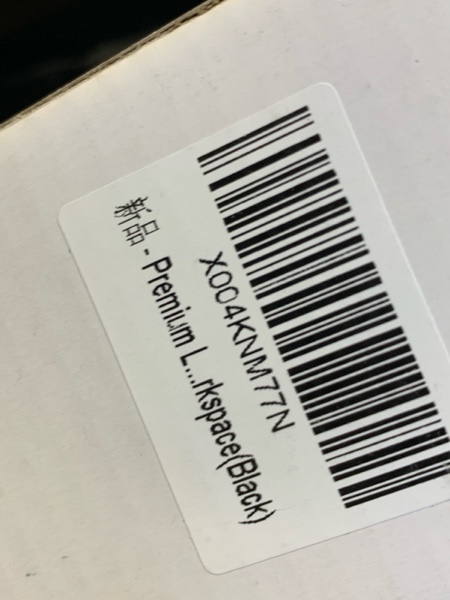 X004KNM77N
新品 - Premium L...rkspace(Black)